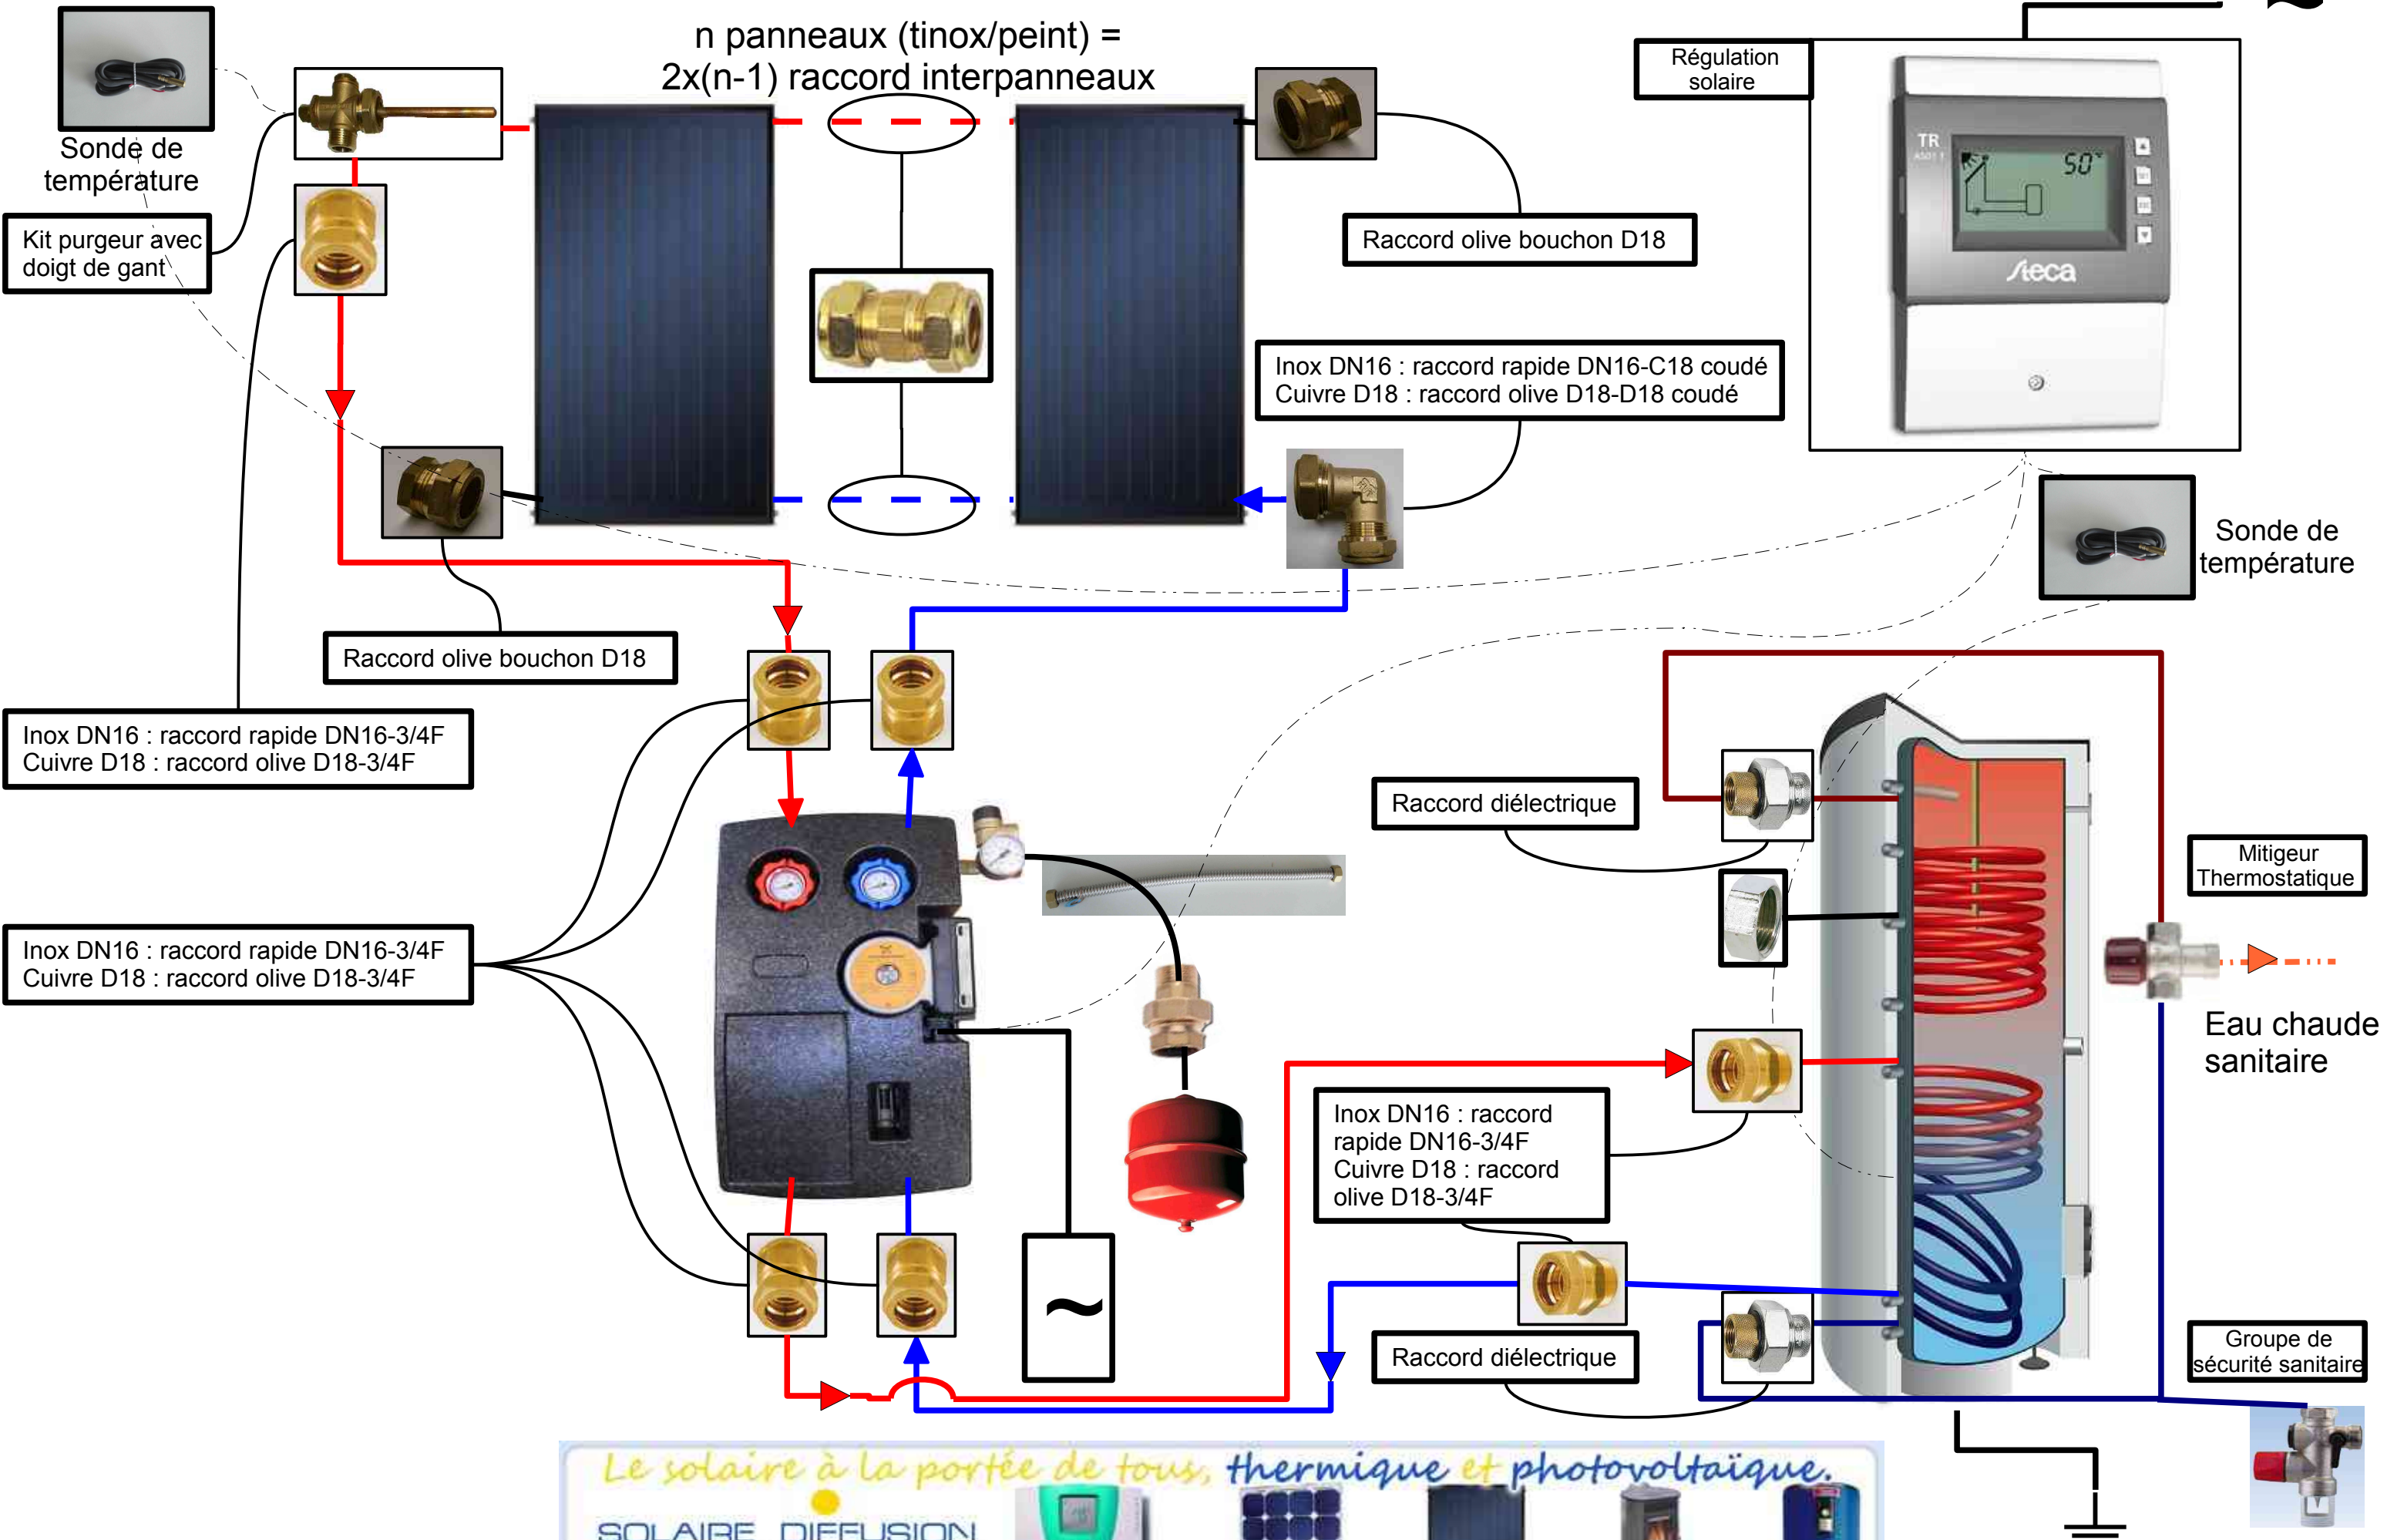 n panneaux (tinox/peint) =
2x(n-1) raccord interpanneaux
Sonde de
température
Kit purgeur avec
doigt de gant
Régulation
solaire
TR
50°
Steca
Raccord olive bouchon D18
Inox DN16 : raccord rapide DN16-C18 coudé
Cuivre D18 : raccord olive D18-D18 coudé
Sonde de
température
Raccord olive bouchon D18
Inox DN16 : raccord rapide DN16-3/4F
Cuivre D18 : raccord olive D18-3/4F
Raccord diélectrique
Mitigeur
Thermostatique
Inox DN16 : raccord rapide DN16-3/4F
Cuivre D18 : raccord olive D18-3/4F
Eau chaude
sanitaire
Inox DN16 : raccord
rapide DN16-3/4F
Cuivre D18 : raccord
olive D18-3/4F
~
Raccord diélectrique
Groupe de
sécurité sanitaire
Le solaire à la portée de tous, thermique et photovoltaïque.
SOLAIRE DIFFUSION